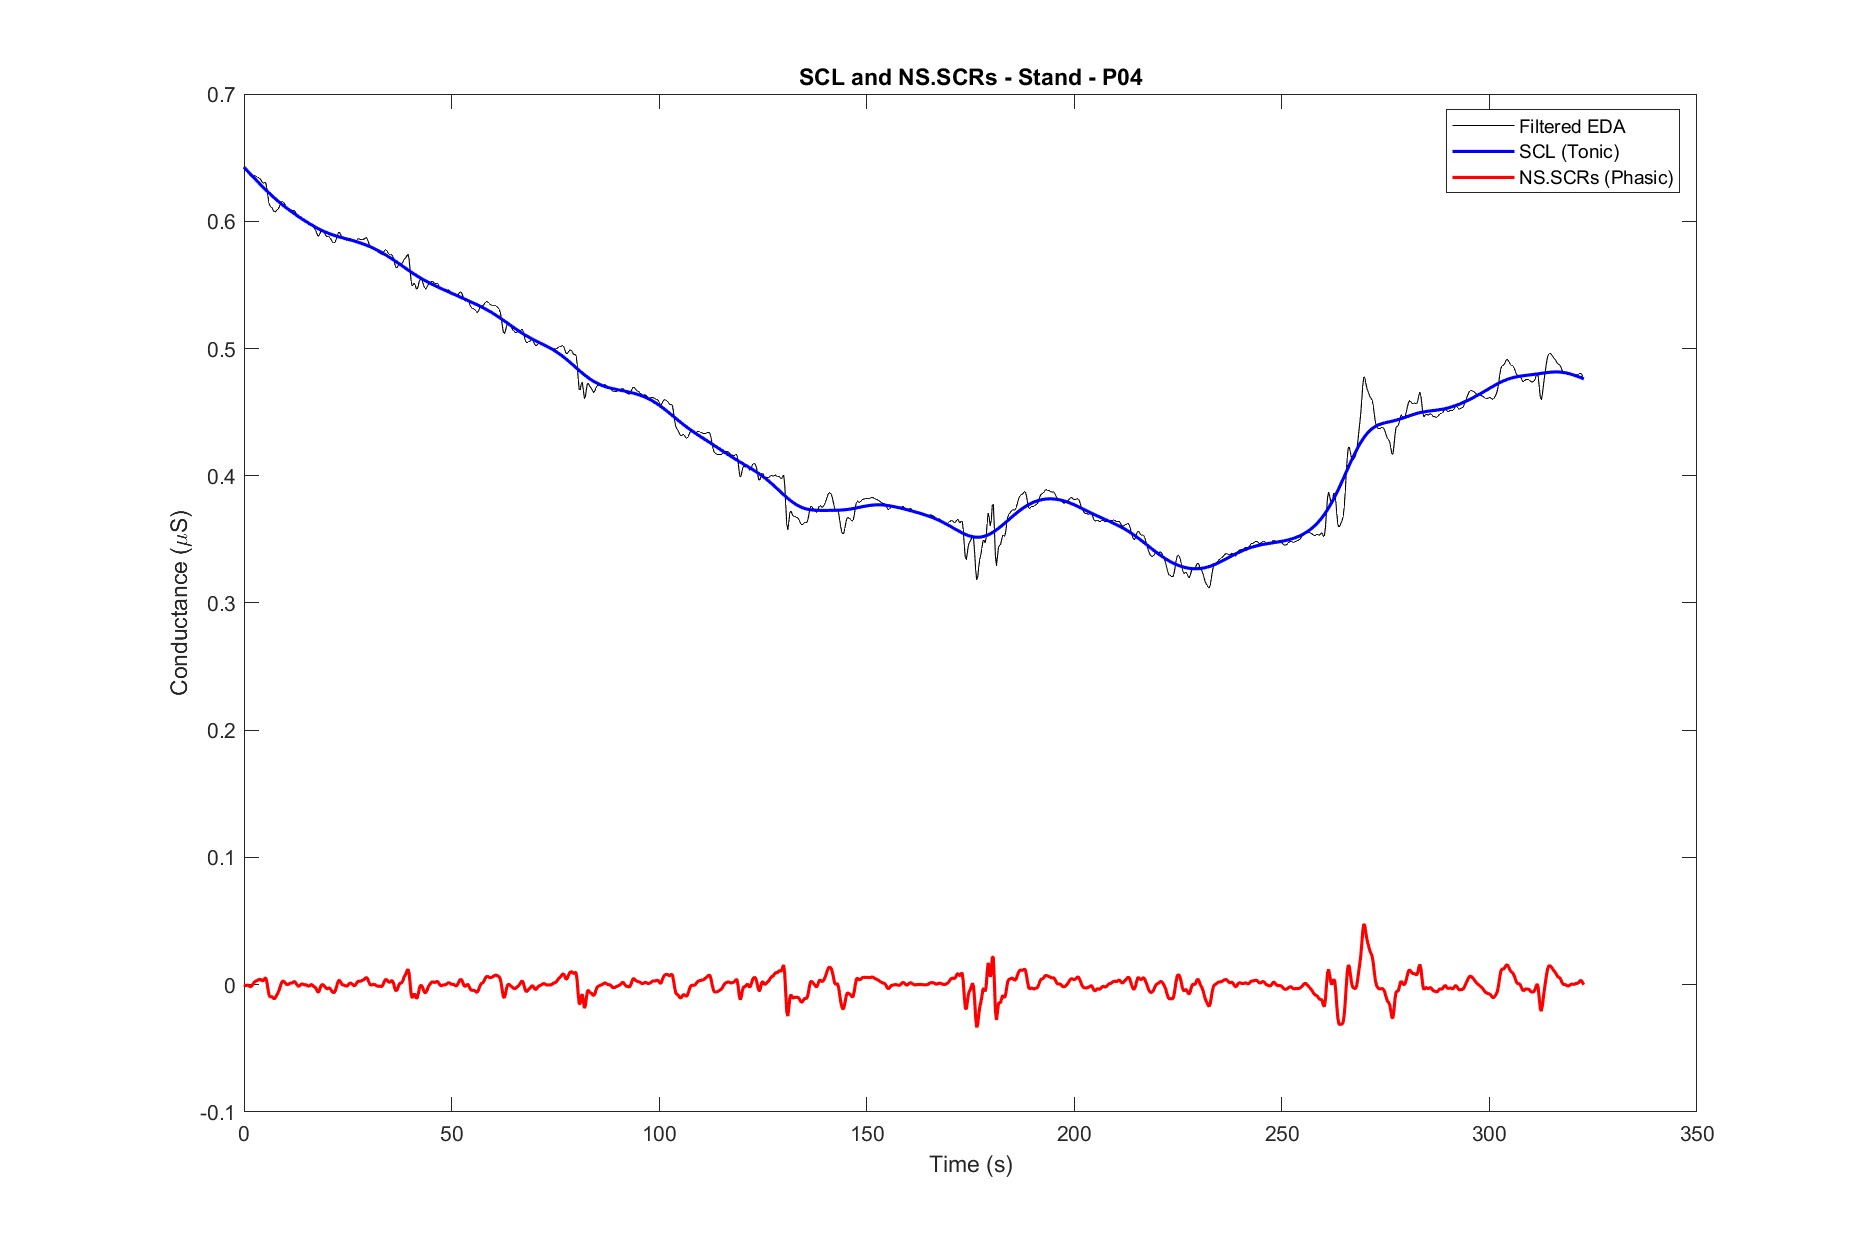 SCL and NS.SCRs - Stand - P04
Filtered EDA
SCL (Tonic)
NS.SCRs (Phasic)
0.7
0.6
0.5
0.4
0.3
0.2
0.1
0
-0.1
Conductance (μS)
0 50 100 150 200 250 300 350
Time (s)